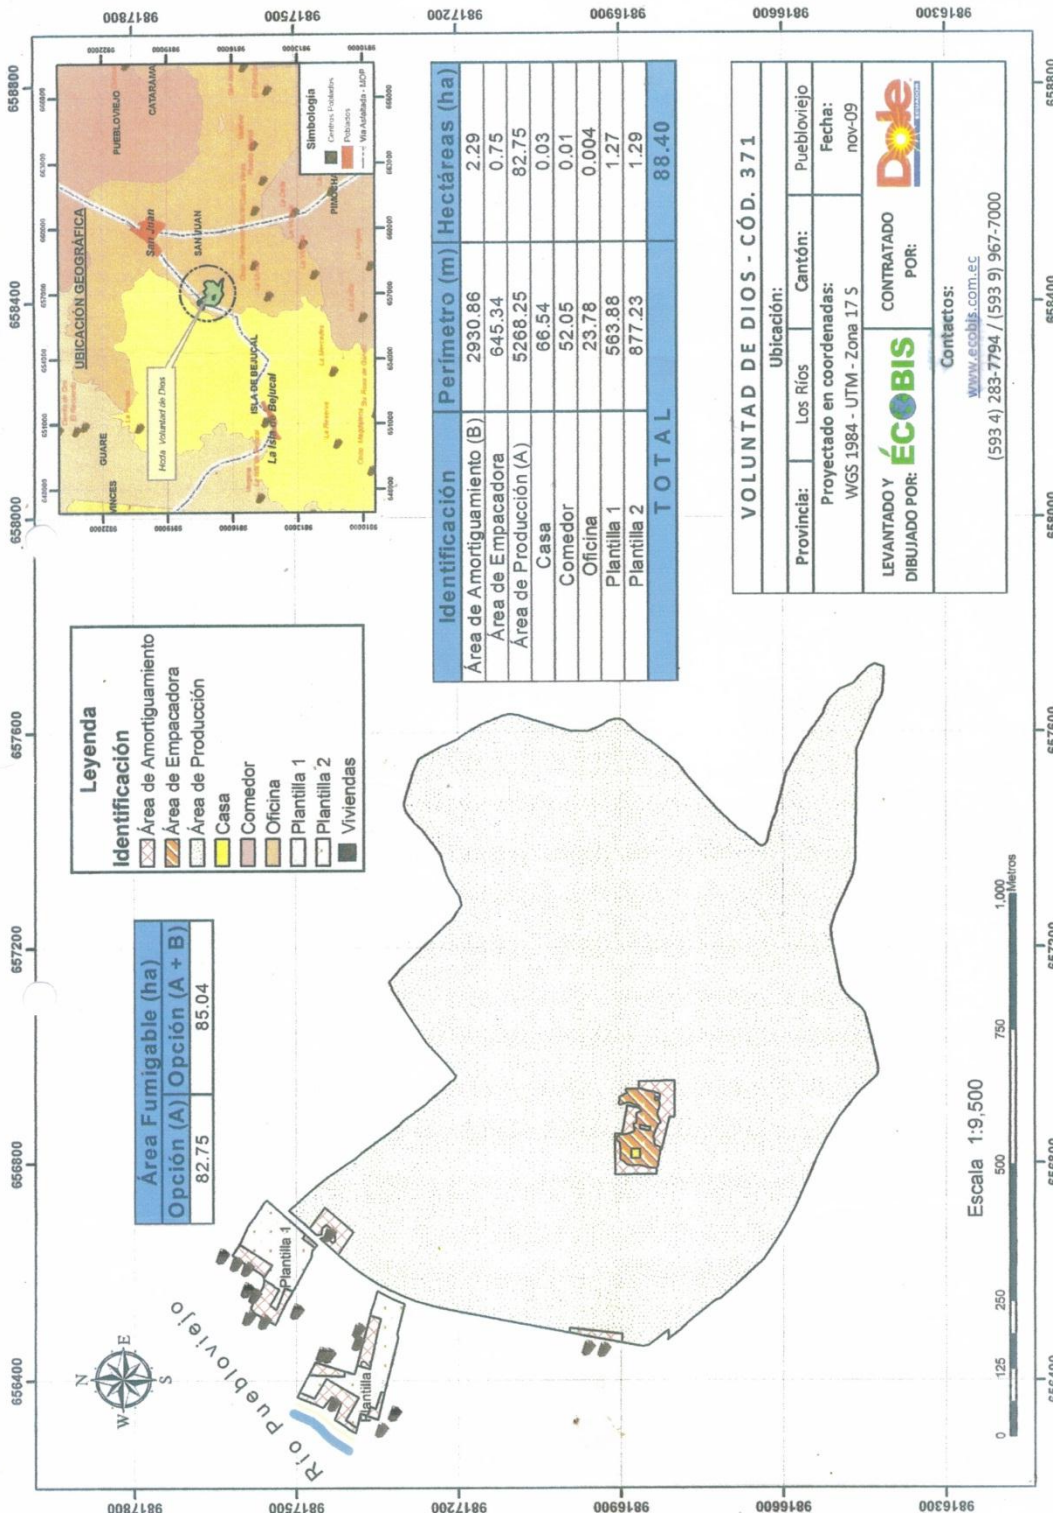 658800
658400
658000
657600
657200
656800
656400
9817800
9817500
9817200
9816900
9816600
9816300
UBICACIÓN GEOGRÁFICA
PUEBLOVIEJO
CATARAMA
GUARE
VINCES
San Juan
SAN JUAN
ISLA DE BEJUCAL
La Isla de Bejucal
Hcda. Voluntad de Dios
Simbología
Centros Poblados
Poblados
Vía Asfaltada - MOP
Leyenda
Identificación
Área de Amortiguamiento
Área de Empacadora
Área de Producción
Casa
Comedor
Oficina
Plantilla 1
Plantilla 2
Viviendas
Área Fumigable (ha)
Opción (A) Opción (A + B)
82.75 85.04
N
E
S
W
Río Puebloviejo
Plantilla 1
Plantilla 2
Identificación Perímetro (m) Hectáreas (ha)
Área de Amortiguamiento (B) 2930.86 2.29
Área de Empacadora 645.34 0.75
Área de Producción (A) 5268.25 82.75
Casa 66.54 0.03
Comedor 52.05 0.01
Oficina 23.78 0.004
Plantilla 1 563.88 1.27
Plantilla 2 877.23 1.29
TOTAL 88.40
VOLUNTAD DE DIOS - CÓD. 371
Ubicación:
Provincia: Los Ríos Cantón: Puebloviejo
Proyectado en coordenadas: Fecha:
WGS 1984 - UTM - Zona 17 S nov-09
LEVANTADO Y
DIBUJADO POR: ÉCOBIS
CONTRATADO
POR: Dole
ECUADOR
Contactos:
www.ecobis.com.ec
(593 4) 283-7794 / (593 9) 967-7000
Escala 1:9,500
0 125 250 500 750 1,000
Metros